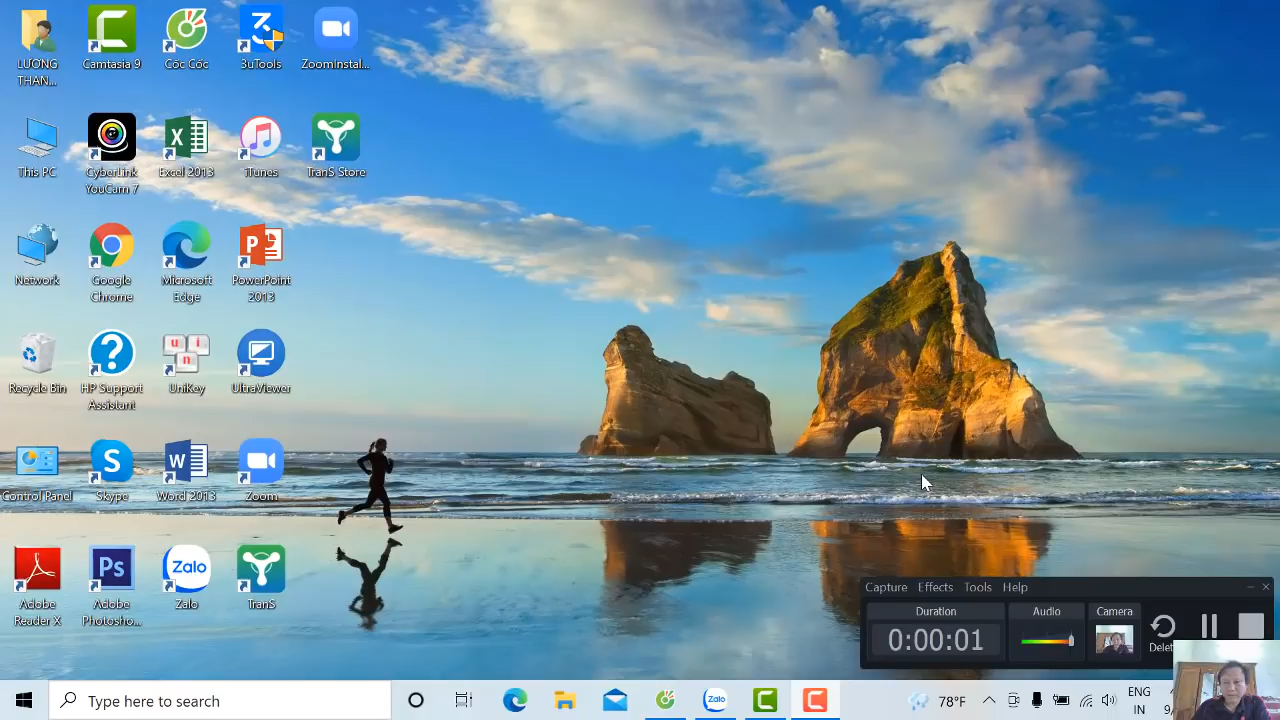 LƯƠNG
THAN...
Camtasia 9
Cốc Cốc
3uTools
ZoomInstal...
This PC
CyberLink
YouCam 7
Excel 2013
iTunes
TranS Store
Network
Google
Chrome
Microsoft
Edge
PowerPoint
2013
Recycle Bin
HP Support
Assistant
UniKey
UltraViewer
Control Panel
Skype
Word 2013
Zoom
Adobe
Reader X
Adobe
Photosho...
Zalo
TranS
Capture Effects Tools Help
Duration
Audio
Camera
0:00:01
Delet
Type here to search
78°F
ENG
IN